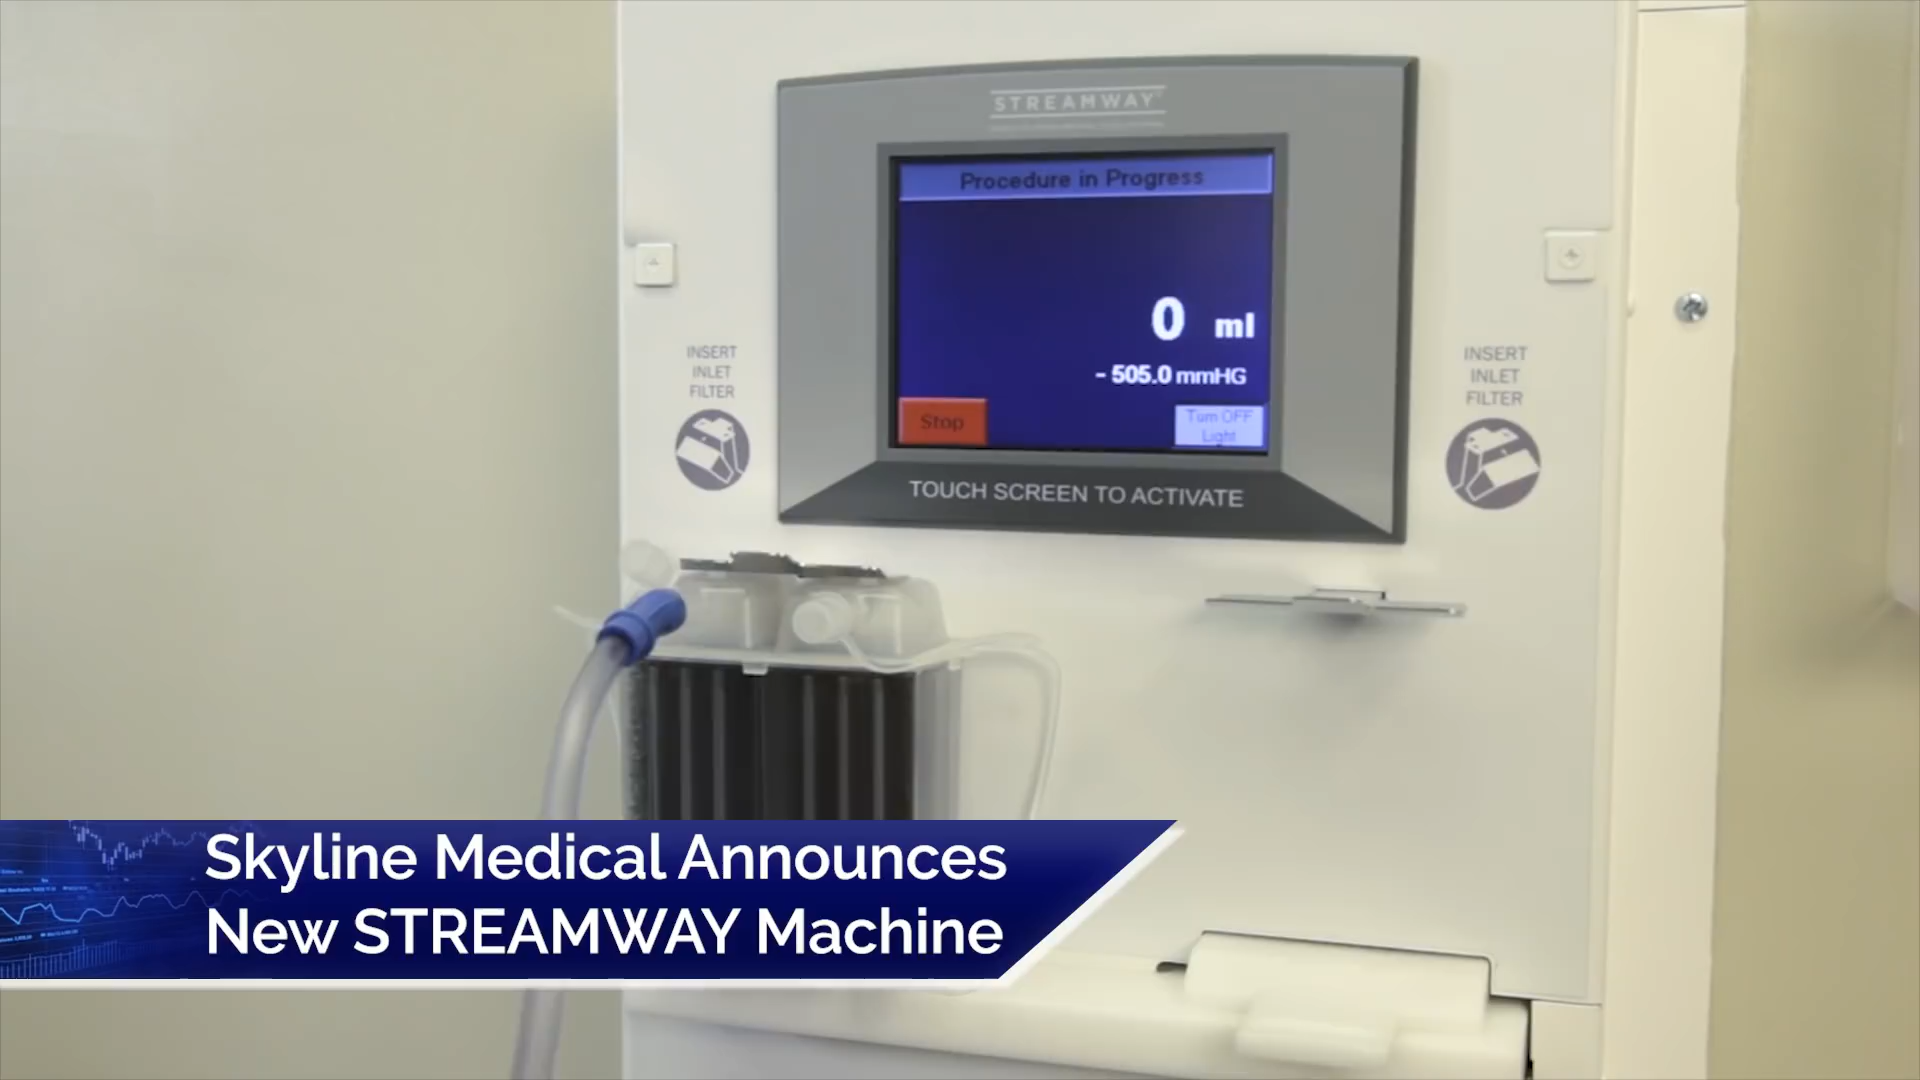 STREAMWAY
Procedure in Progress
0 ml
- 505.0 mmHG
Stop
Turn OFF
Light
TOUCH SCREEN TO ACTIVATE
INSERT
INLET
FILTER
INSERT
INLET
FILTER
Skyline Medical Announces
New STREAMWAY Machine